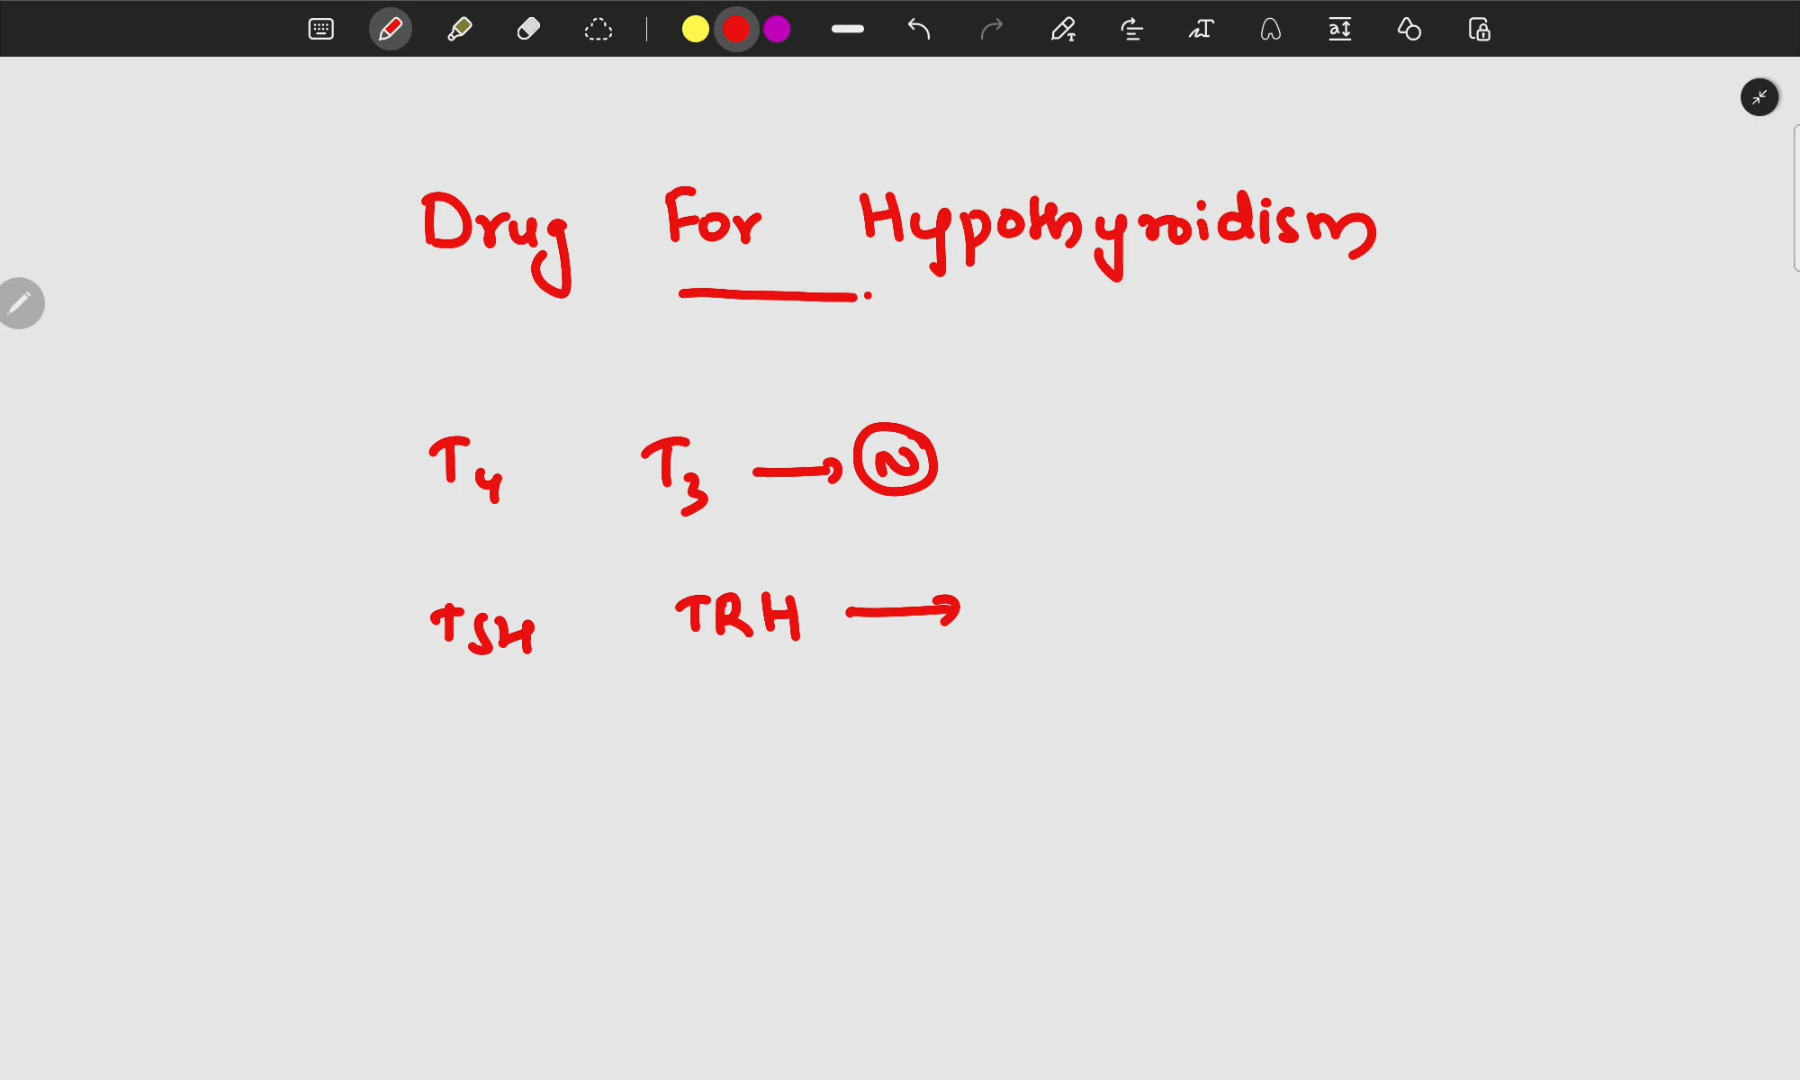 Drug For Hypothyroidism
T4 T3 → N
TSH TRH →